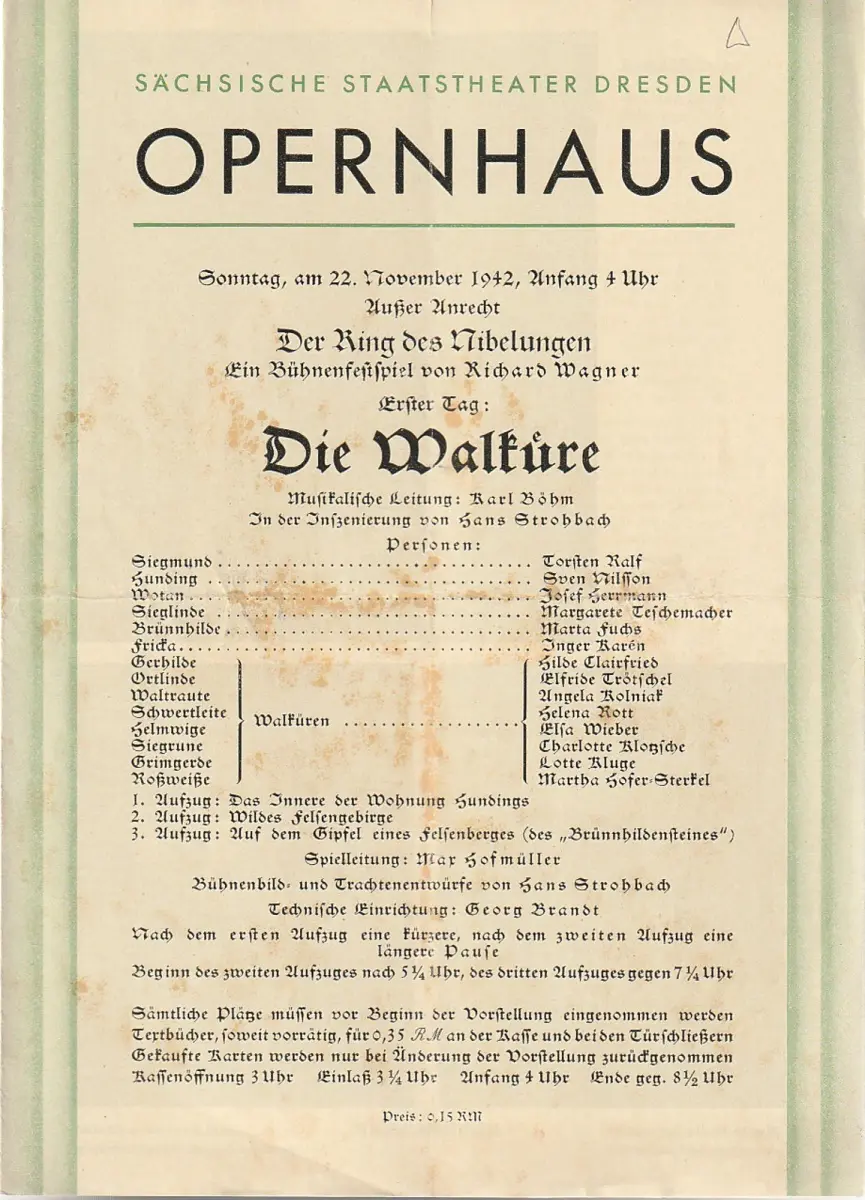 SÄCHSISCHE STAATSTHEATER DRESDEN
OPERNHAUS
Sonntag, am 22. November 1942, Anfang 4 Uhr
Außer Anrecht
Der Ring des Nibelungen
Ein Bühnenfestspiel von Richard Wagner
Erster Tag:
Die Walküre
Musikalische Leitung: Karl Böhm
In der Inszenierung von Hans Strohbach
Personen:
Siegmund . . . . . . . . . . Torsten Ralf
Hunding . . . . . . . . . . Sven Nilsson
Wotan . . . . . . . . . . Josef Herrmann
Sieglinde . . . . . . . . . . Margarete Teschemacher
Brünnhilde . . . . . . . . . . Marta Fuchs
Fricka . . . . . . . . . . Inger Karén
Gerhilde Hilde Clairfried
Ortlinde Elfride Trötschel
Waltraute Angela Kolniak
Schwertleite Helena Rott
Walküren . . . . . . . . . .
Helmwige Elsa Wieber
Siegrune Charlotte Klotzsche
Grimgerde Lotte Kluge
Roßweiße Martha Hofer-Sterkel
1. Aufzug: Das Innere der Wohnung Hundings
2. Aufzug: Wildes Felsengebirge
3. Aufzug: Auf dem Gipfel eines Felsenberges (des „Brünnhildensteines")
Spielleitung: Max Hofmüller
Bühnenbild- und Trachtenentwürfe von Hans Strohbach
Technische Einrichtung: Georg Brandt
Nach dem ersten Aufzug eine kürzere, nach dem zweiten Aufzug eine
längere Pause
Beginn des zweiten Aufzuges nach 5 ¼ Uhr, des dritten Aufzuges gegen 7 ¼ Uhr
Sämtliche Plätze müssen vor Beginn der Vorstellung eingenommen werden
Textbücher, soweit vorrätig, für 0,35 RM an der Kasse und bei den Türschließern
Gekaufte Karten werden nur bei Änderung der Vorstellung zurückgenommen
Kassenöffnung 3 Uhr Einlaß 3 ¼ Uhr Anfang 4 Uhr Ende geg. 8 ½ Uhr
Preis: 0,15 RM